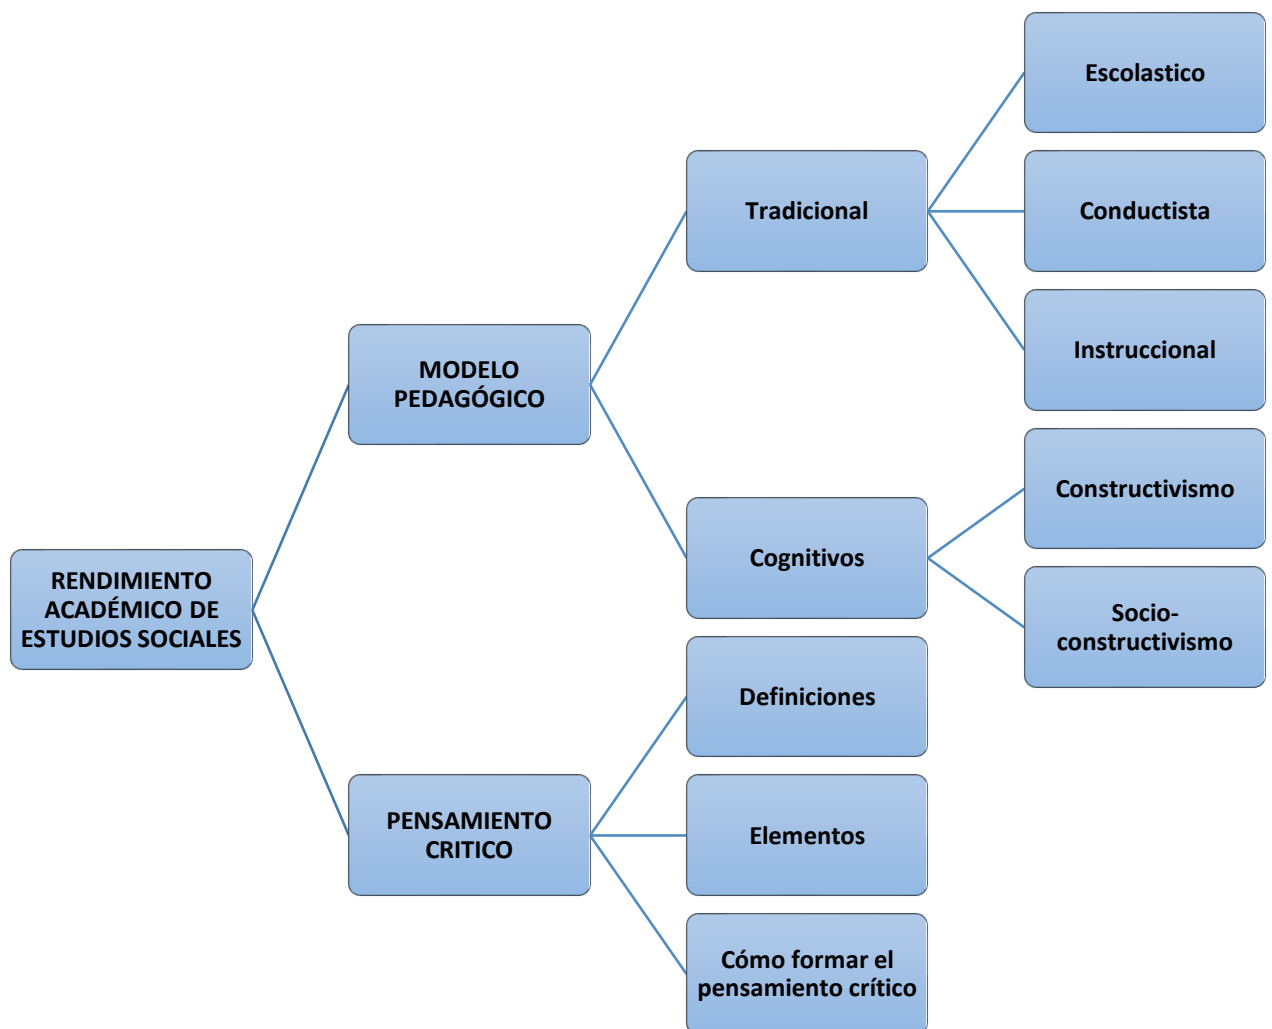 RENDIMIENTO
ACADÉMICO DE
ESTUDIOS SOCIALES
MODELO
PEDAGÓGICO
Tradicional
Escolastico
Conductista
Instruccional
Cognitivos
Constructivismo
Socio-
constructivismo
PENSAMIENTO
CRITICO
Definiciones
Elementos
Cómo formar el
pensamiento crítico